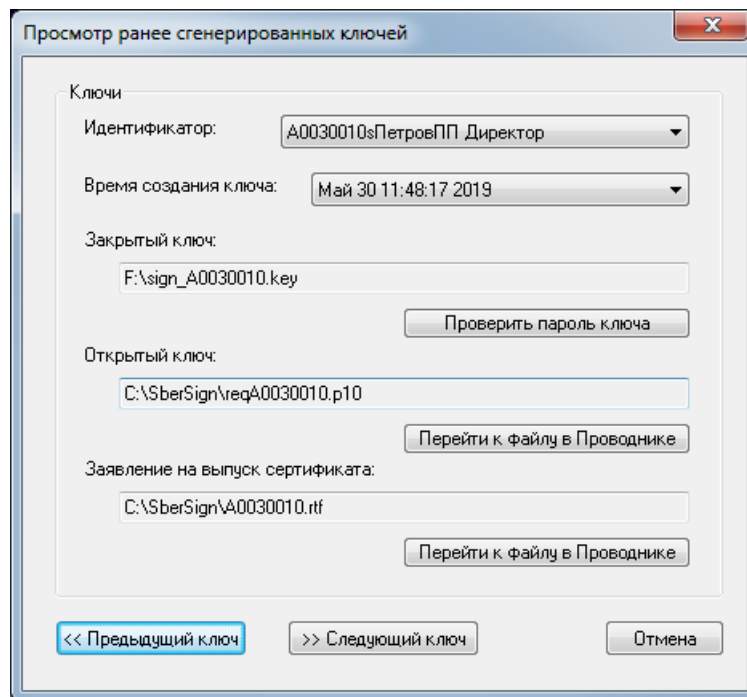 Просмотр ранее сгенерированных ключей
Ключи
Идентификатор:
A0030010sПетровПП Директор
Время создания ключа:
Май 30 11:48:17 2019
Закрытый ключ:
F:\sign_A0030010.key
Проверить пароль ключа
Открытый ключ:
C:\SberSign\reqA0030010.p10
Перейти к файлу в Проводнике
Заявление на выпуск сертификата:
C:\SberSign\A0030010.rtf
Перейти к файлу в Проводнике
<< Предыдущий ключ
>> Следующий ключ
Отмена